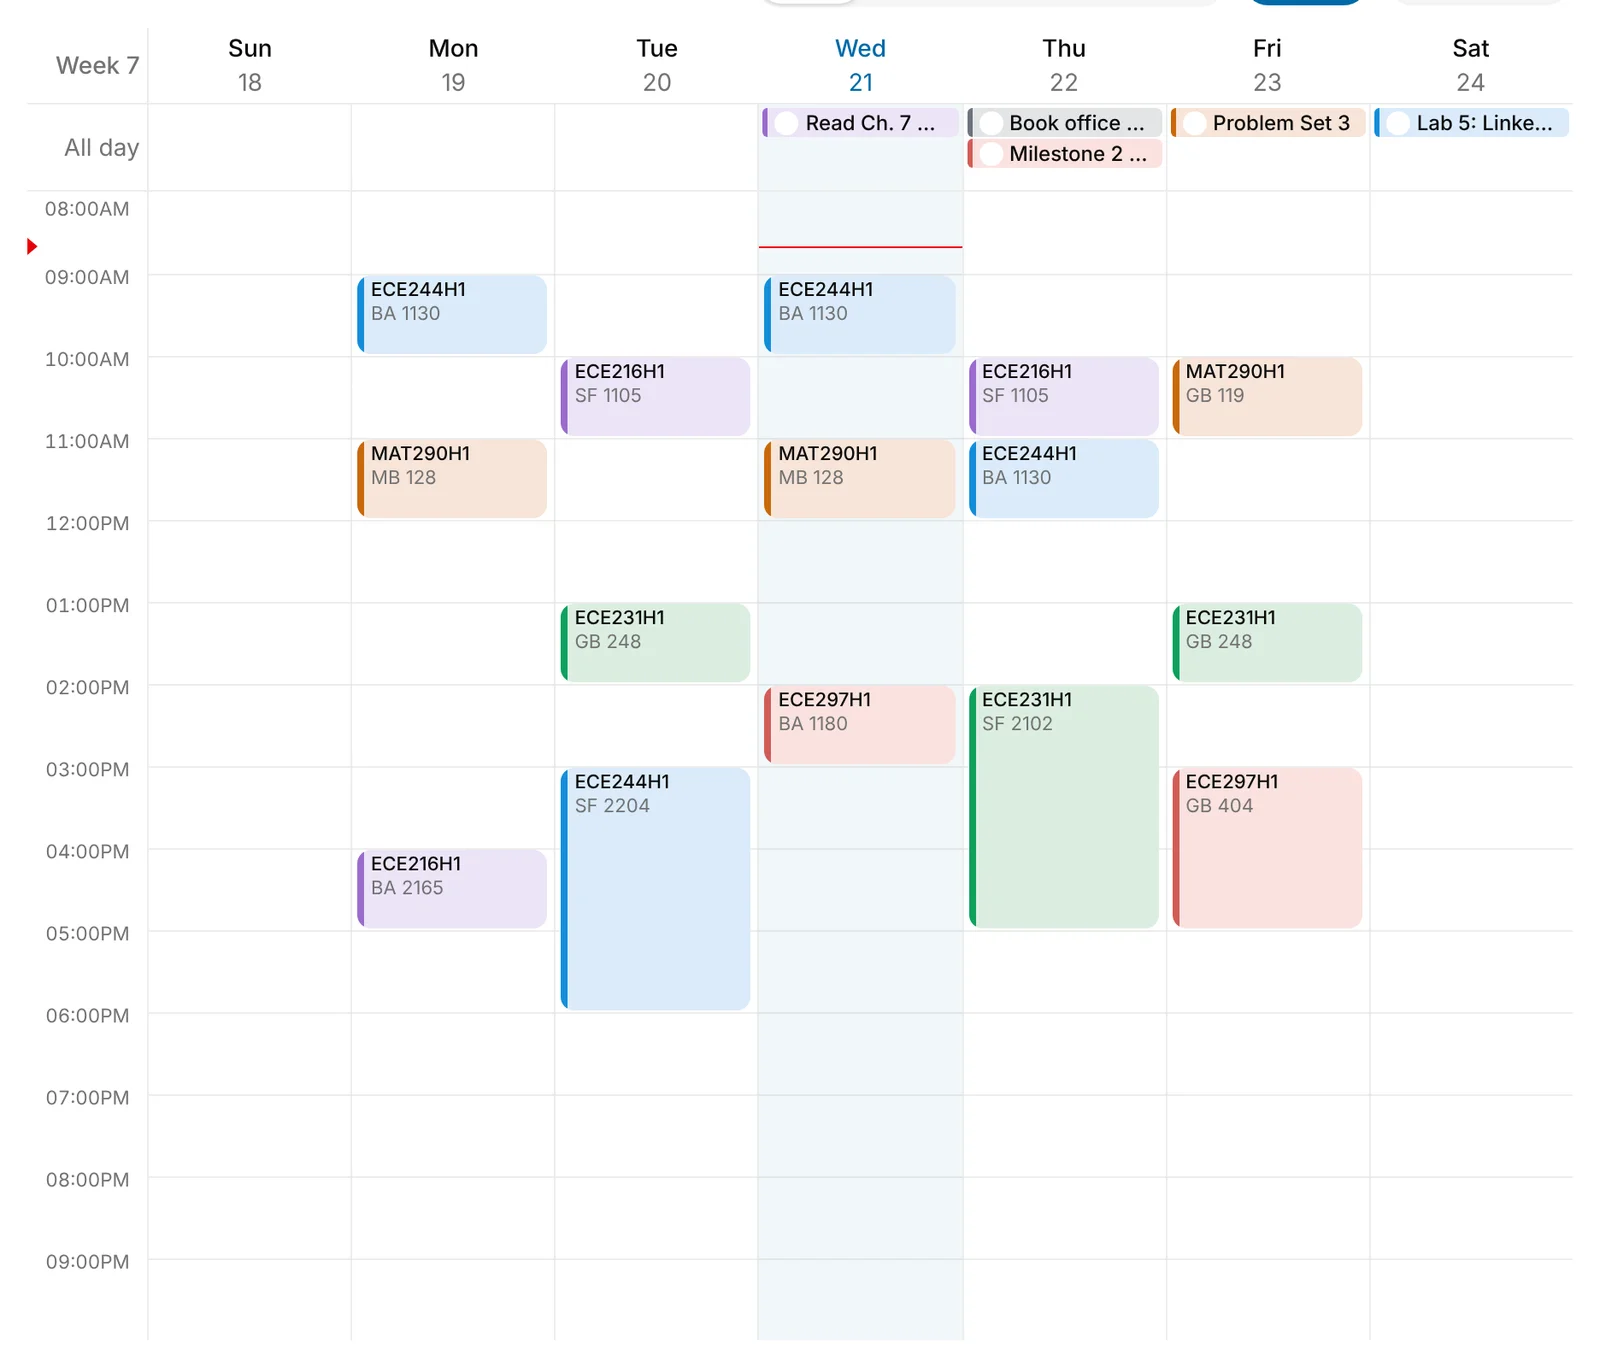 Week 7
Sun
18
Mon
19
Tue
20
Wed
21
Thu
22
Fri
23
Sat
24
All day
Read Ch. 7 ...
Book office ...
Milestone 2 ...
Problem Set 3
Lab 5: Linke...
08:00AM
09:00AM
ECE244H1
BA 1130
ECE244H1
BA 1130
10:00AM
ECE216H1
SF 1105
ECE216H1
SF 1105
MAT290H1
GB 119
11:00AM
MAT290H1
MB 128
MAT290H1
MB 128
ECE244H1
BA 1130
12:00PM
01:00PM
ECE231H1
GB 248
ECE231H1
GB 248
02:00PM
ECE297H1
BA 1180
ECE231H1
SF 2102
03:00PM
ECE244H1
SF 2204
ECE297H1
GB 404
04:00PM
ECE216H1
BA 2165
05:00PM
06:00PM
07:00PM
08:00PM
09:00PM